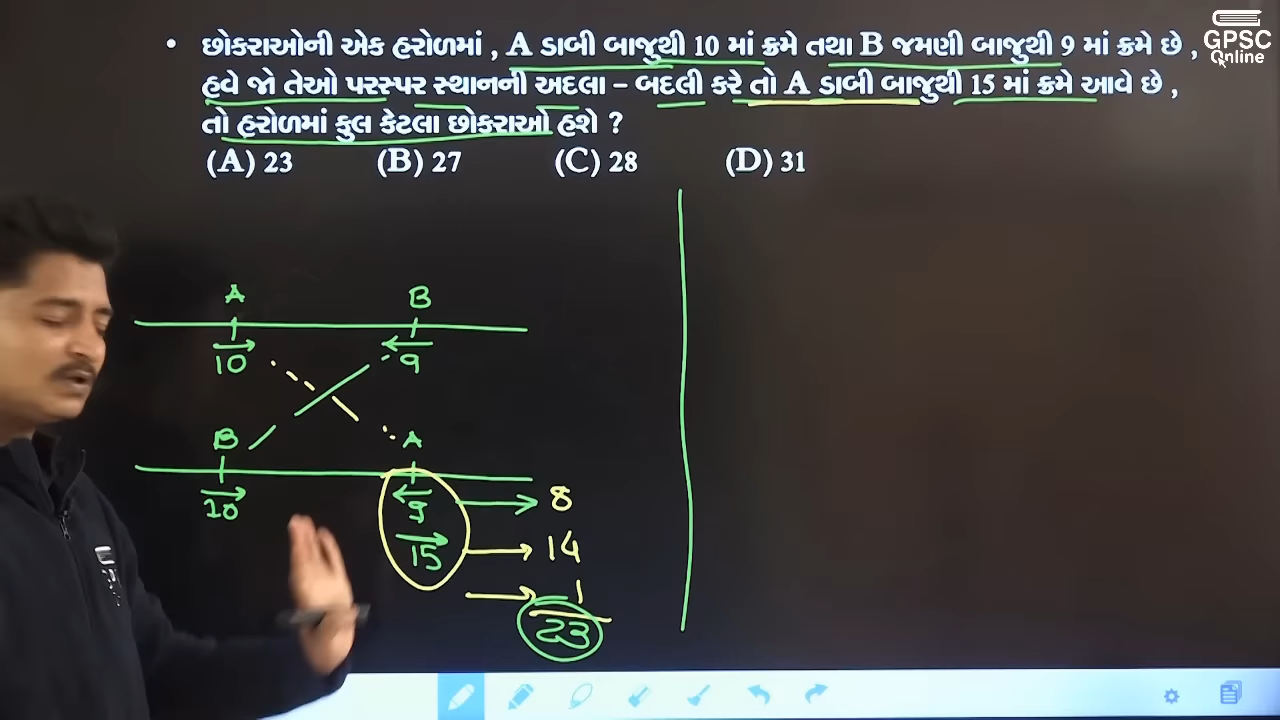 GPSC
Online
• છોકરાઓની એક હરોળમાં , A ડાબી બાજુથી 10 માં ક્રમે તથા B જમણી બાજુથી 9 માં ક્રમે છે ,
હવે જો તેઓ પરસ્પર સ્થાનની અદલા – બદલી કરે તો A ડાબી બાજુથી 15 માં ક્રમે આવે છે ,
તો હરોળમાં કુલ કેટલા છોકરાઓ હશે ?
(A) 23 (B) 27 (C) 28 (D) 31
A B
10 9
B A
10 9 8
15 14
1
23